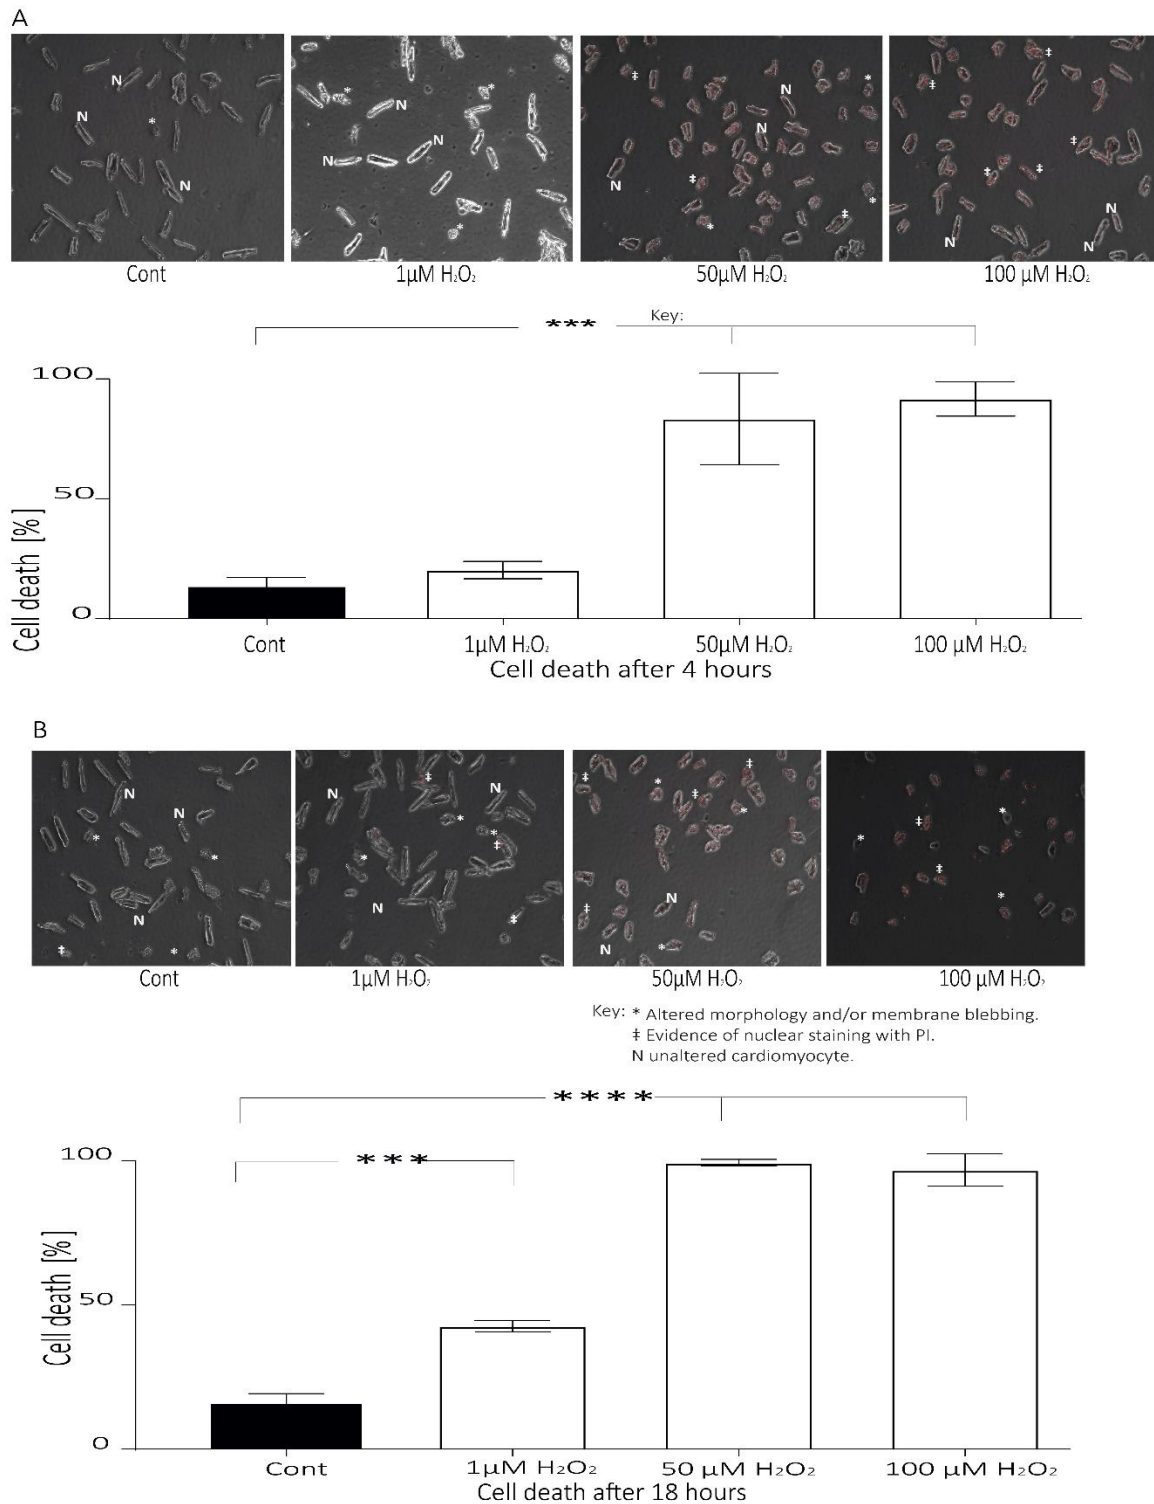 A
N
N
*
N
*
*
N
N
N
*
‡
*
N
N
‡
N
*
*
‡
‡
‡
‡
‡
‡
N
N
N
Cont
1µM H₂O₂
50µM H₂O₂
100 µM H₂O₂
*** Key:
100
50
0
Cell death [%]
Cont
1µM H₂O₂
50µM H₂O₂
100 µM H₂O₂
Cell death after 4 hours
B
N
N
*
*
N
‡
*
‡
N
N
*
*
‡
*
N
‡
‡
*
‡
‡
*
‡
N
*
N
*
*
‡
‡
*
Cont
1µM H₂O₂
50µM H₂O₂
100 µM H₂O₂
Key: * Altered morphology and/or membrane blebbing.
‡ Evidence of nuclear staining with PI.
N unaltered cardiomyocyte.
****
***
100
50
0
Cell death [%]
Cont
1µM H₂O₂
50 µM H₂O₂
100 µM H₂O₂
Cell death after 18 hours